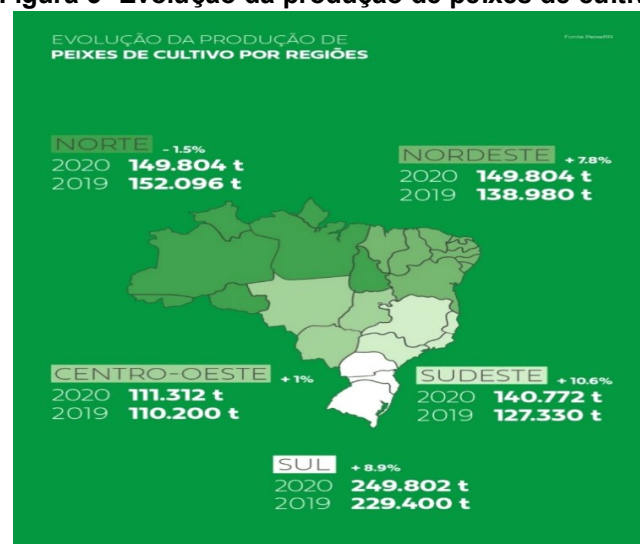 Figura 3- Evolução da produção de peixes de cultivo
EVOLUÇÃO DA PRODUÇÃO DE
PEIXES DE CULTIVO POR REGIÕES
Fonte: PeixeBR
NORTE - 1.5%
2020 149.804 t
2019 152.096 t
NORDESTE + 7.8%
2020 149.804 t
2019 138.980 t
CENTRO-OESTE + 1%
2020 111.312 t
2019 110.200 t
SUDESTE + 10.6%
2020 140.772 t
2019 127.330 t
SUL + 8.9%
2020 249.802 t
2019 229.400 t